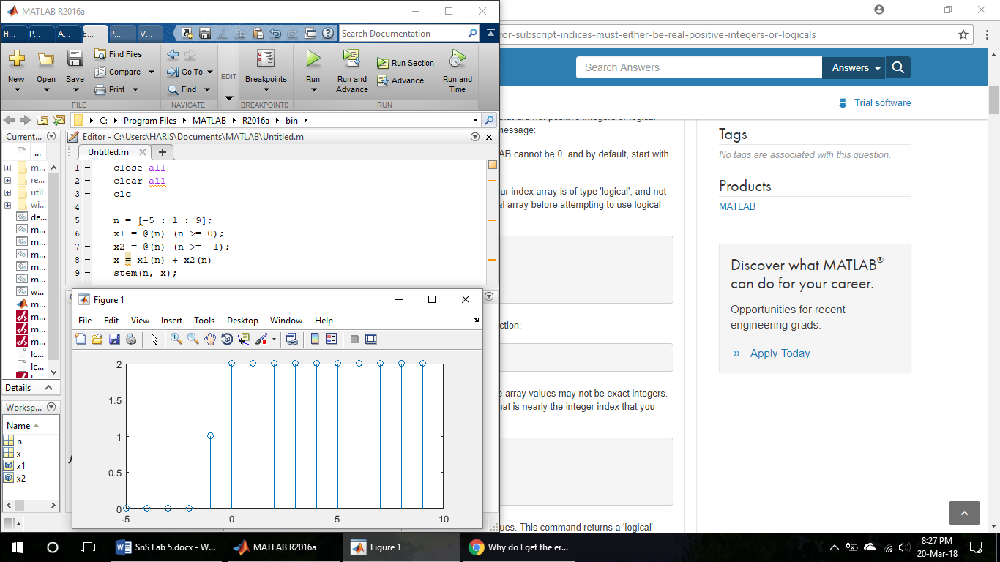 MATLAB R2016a
H... P... A... E... P... V...
Search Documentation
New
Open
Save
Find Files
Compare
Print
Go To
Find
EDIT
Breakpoints
Run
Run and Advance
Run Section
Advance
Run and Time
FILE
NAVIGATE
BREAKPOINTS
RUN
C: Program Files MATLAB R2016a bin
Current...
...
m...
re...
util
wi...
de...
m...
m...
m...
m...
m...
w...
m...
m...
m...
m...
lc...
lc...
Details
Worksp...
Name
n
x
x1
x2
Editor - C:\Users\HARIS\Documents\MATLAB\Untitled.m
Untitled.m
1 close all
2 clear all
3 clc
4
5 n = [-5 : 1 : 9];
6 x1 = @(n) (n >= 0);
7 x2 = @(n) (n >= -1);
8 x = x1(n) + x2(n)
9 stem(n, x);
Figure 1
File Edit View Insert Tools Desktop Window Help
2
1.5
1
0.5
0
-5 0 5 10
ror-subscript-indices-must-either-be-real-positive-integers-or-logicals
Search Answers
Answers
Trial software
hat are not positive integers or logical
nessage:
AB cannot be 0, and by default, start with
ur index array is of type 'logical', and not
al array before attempting to use logical
ction:
e array values may not be exact integers.
hat is nearly the integer index that you
ues. This command returns a 'logical'
Tags
No tags are associated with this question.
Products
MATLAB
Discover what MATLAB®
can do for your career.
Opportunities for recent
engineering grads.
» Apply Today
SnS Lab 5.docx - W...
MATLAB R2016a
Figure 1
Why do I get the er...
8:27 PM
20-Mar-18